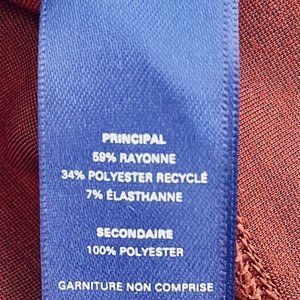 PRINCIPAL
59% RAYONNE
34% POLYESTER RECYCLÉ
7% ÉLASTHANNE
SECONDAIRE
100% POLYESTER
GARNITURE NON COMPRISE